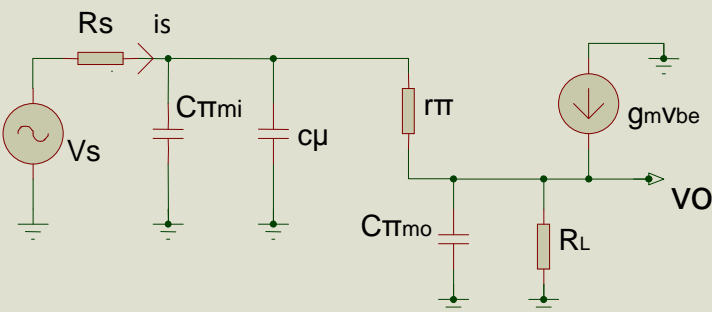 Rs
is
Vs
Cπmi
cμ
rπ
gmvbe
Cπmo
RL
vo